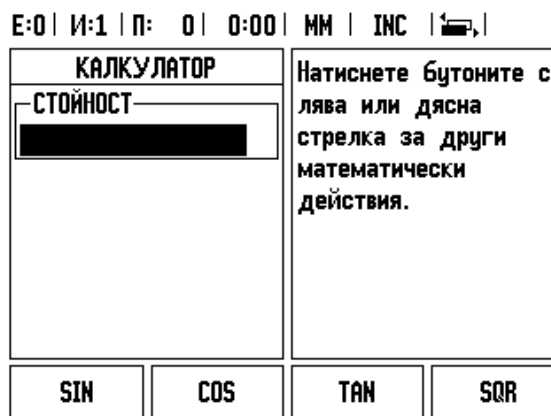 Е:0 | И:1 | П: 0 | 0:00 | MM | INC |
КАЛКУЛАТОР
СТОЙНОСТ
Натиснете бутоните с
лява или дясна
стрелка за други
математически
действия.
SIN COS TAN SQR